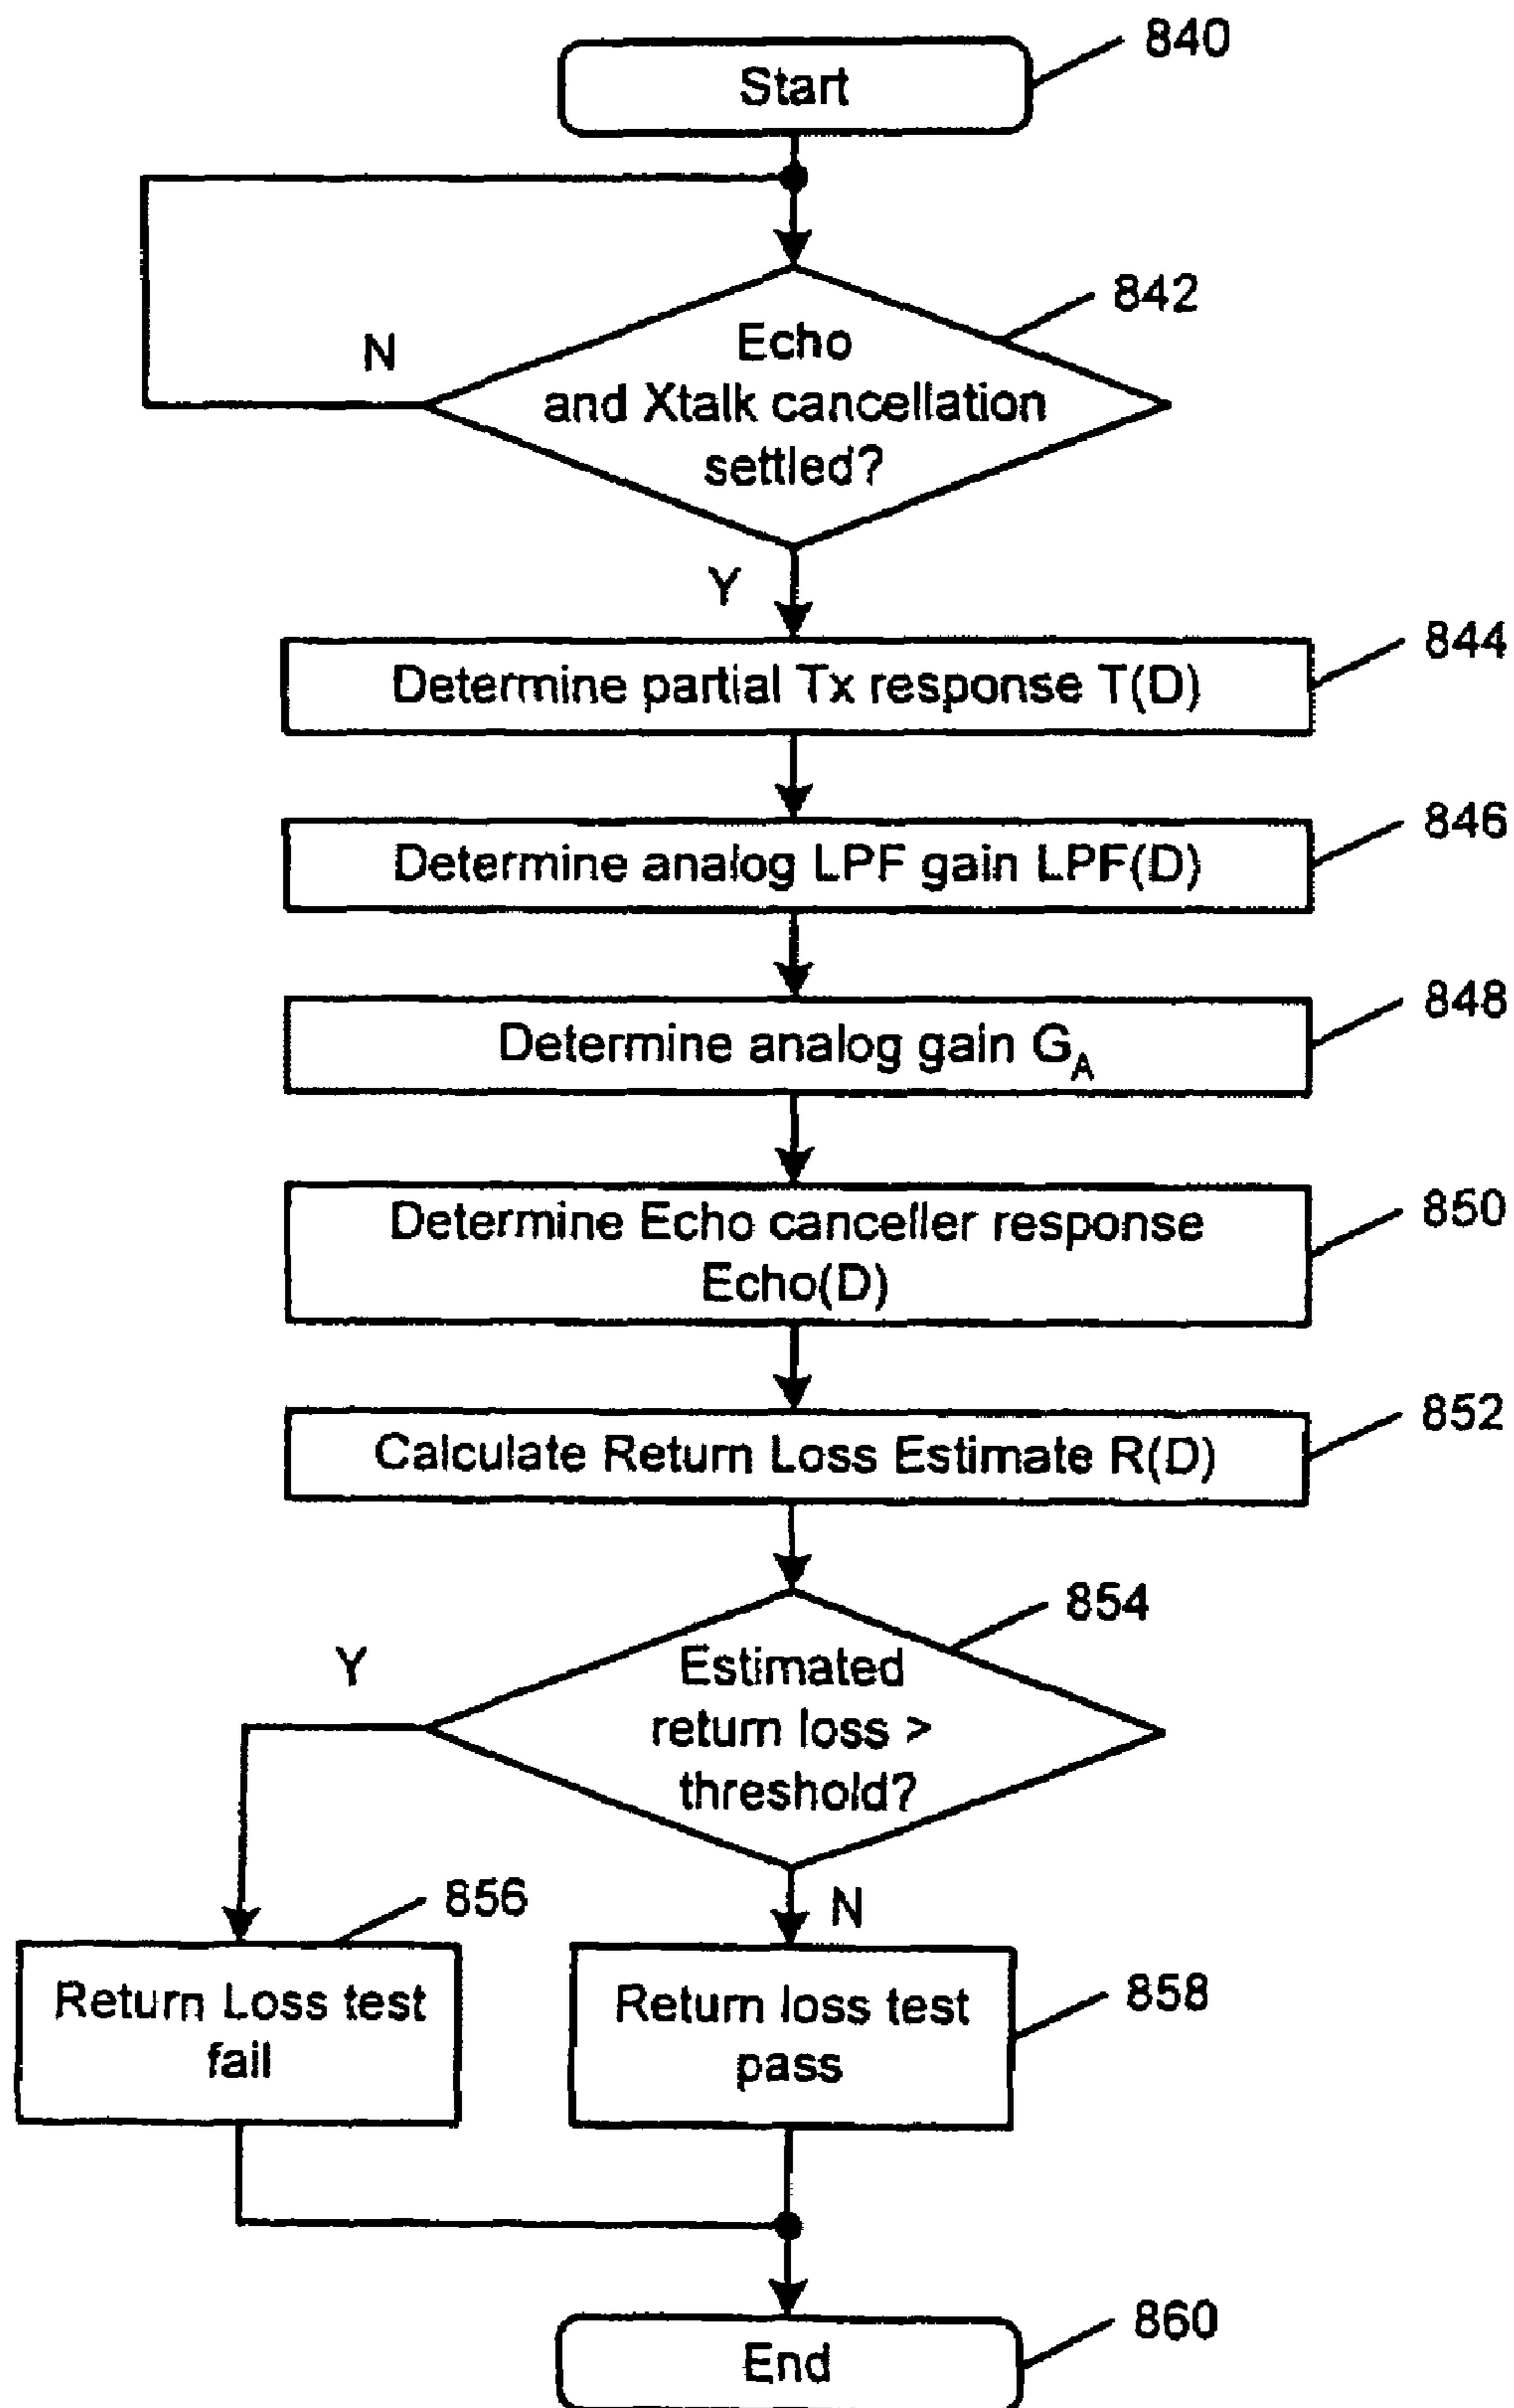 840
Start
842
N
Echo
and Xtalk cancellation
settled?
Y
844
Determine partial Tx response T(D)
846
Determine analog LPF gain LPF(D)
848
Determine analog gain G_A
850
Determine Echo canceller response
Echo(D)
852
Calculate Return Loss Estimate R(D)
854
Y
Estimated
return loss >
threshold?
856
N
Return Loss test
fail
858
Return loss test
pass
860
End